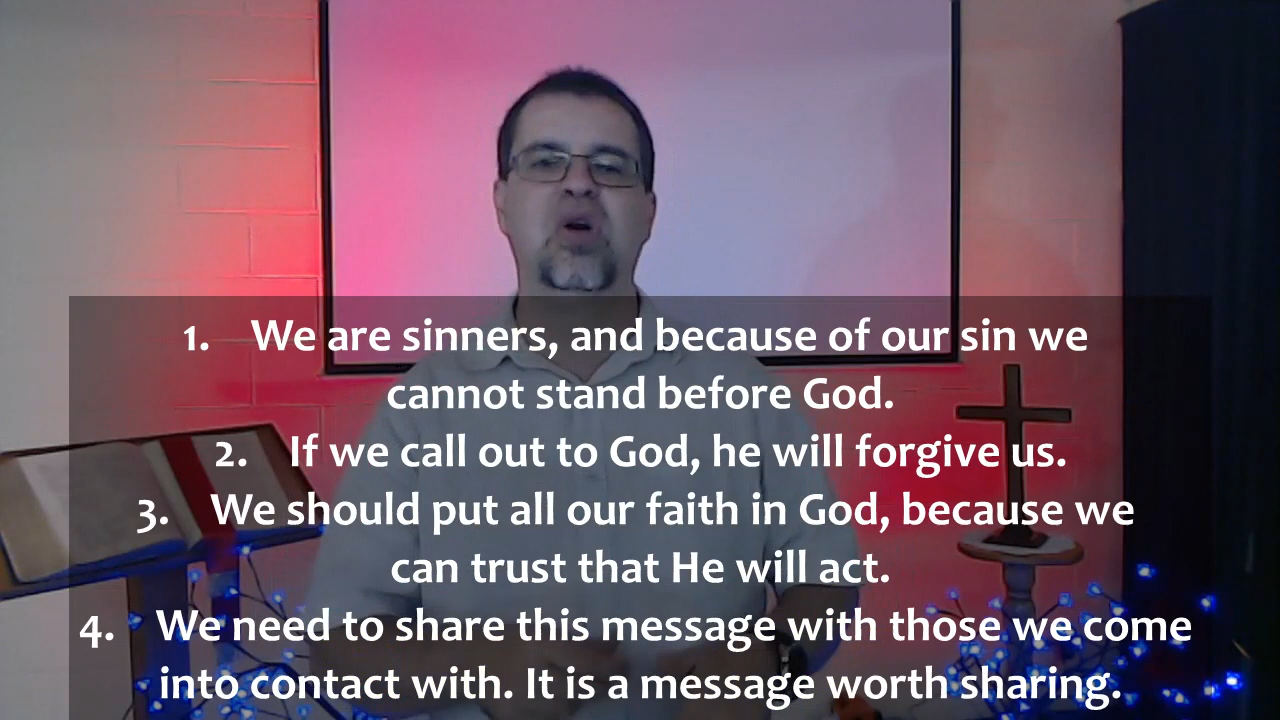 1. We are sinners, and because of our sin we
cannot stand before God.
2. If we call out to God, he will forgive us.
3. We should put all our faith in God, because we
can trust that He will act.
4. We need to share this message with those we come
into contact with. It is a message worth sharing.